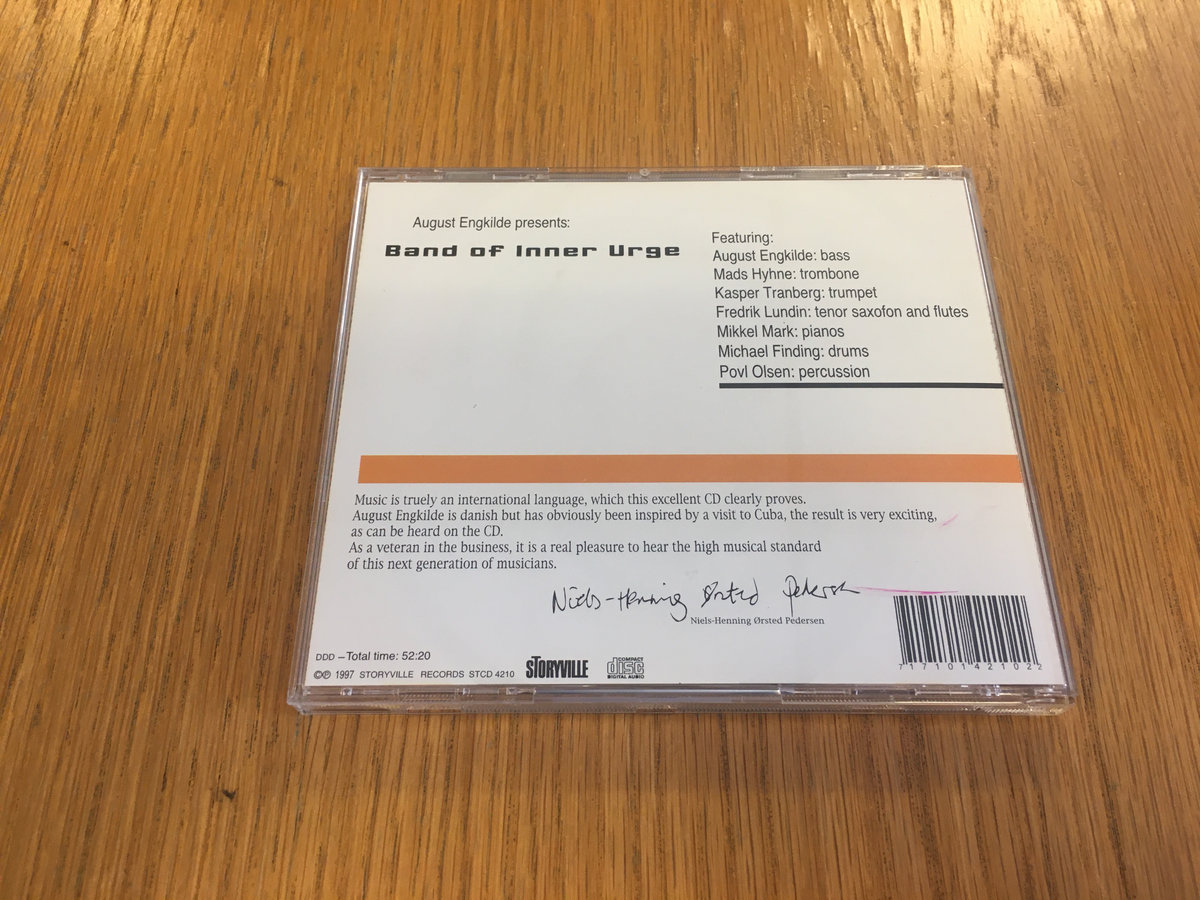 August Engkilde presents:
Band of Inner Urge
Featuring:
August Engkilde: bass
Mads Hyhne: trombone
Kasper Tranberg: trumpet
Fredrik Lundin: tenor saxofon and flutes
Mikkel Mark: pianos
Michael Finding: drums
Povl Olsen: percussion
Music is truely an international language, which this excellent CD clearly proves.
August Engkilde is danish but has obviously been inspired by a visit to Cuba, the result is very exciting,
as can be heard on the CD.
As a veteran in the business, it is a real pleasure to hear the high musical standard
of this next generation of musicians.
Niels-Henning Ørsted Pedersen
Niels-Henning Ørsted Pedersen
DDD – Total time: 52:20
©℗ 1997 STORYVILLE RECORDS STCD 4210
STORYVILLE
COMPACT
disc
DIGITAL AUDIO
717101421022